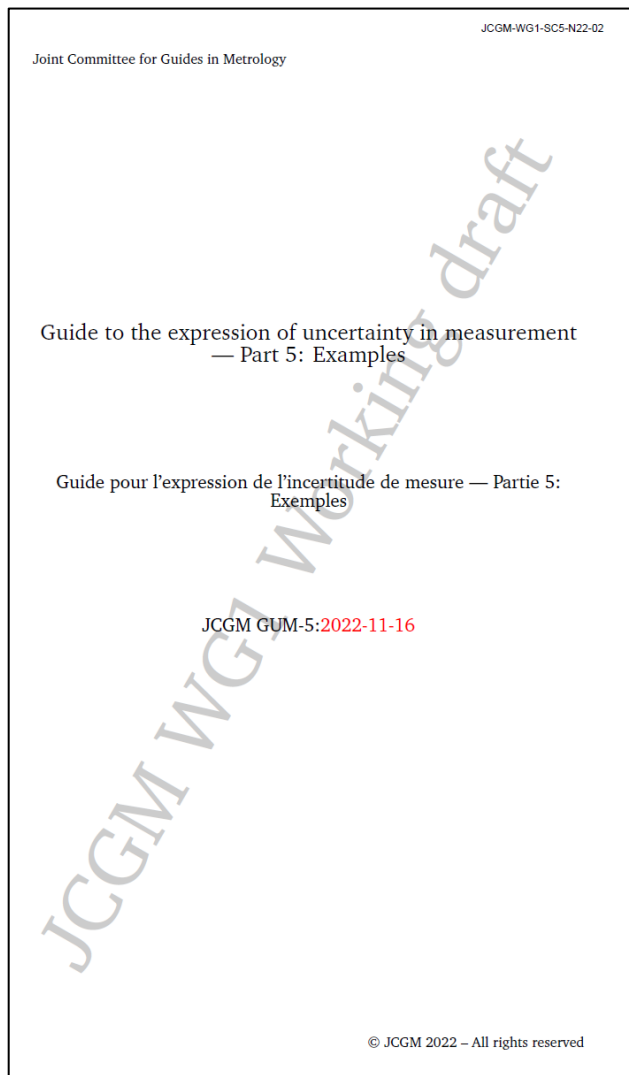 JCGM-WG1-SC5-N22-02
Joint Committee for Guides in Metrology
Guide to the expression of uncertainty in measurement
— Part 5: Examples
Guide pour l’expression de l’incertitude de mesure — Partie 5:
Exemples
JCGM GUM-5:2022-11-16
JCGM WG1 Working draft
© JCGM 2022 – All rights reserved